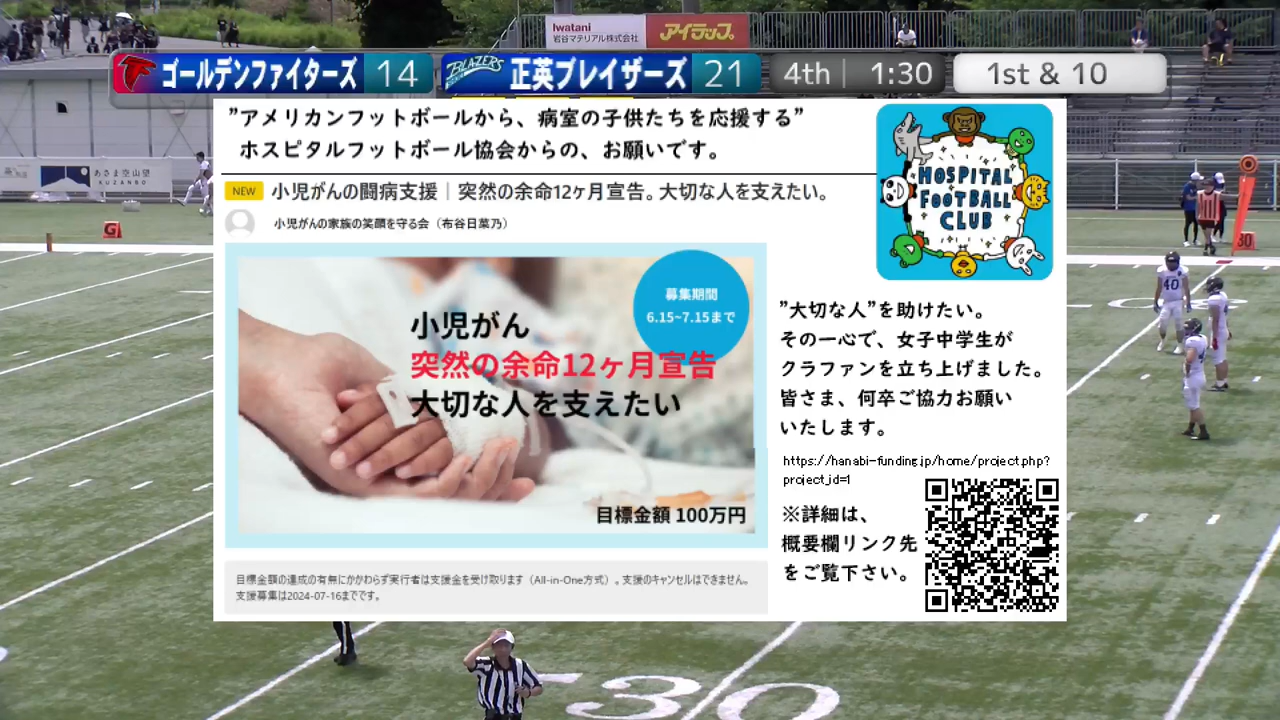 Iwatani
岩谷マテリアル株式会社
アイラップ®
ゴールデンファイターズ 14
BLAZERS
正英ブレイザーズ 21
4th 1:30
1st & 10
”アメリカンフットボールから、病室の子供たちを応援する”
ホスピタルフットボール協会からの、お願いです。
HOSPITAL
FOOTBALL
CLUB
NEW 小児がんの闘病支援｜突然の余命12ヶ月宣告。大切な人を支えたい。
小児がんの家族の笑顔を守る会（布谷日菜乃）
募集期間
6.15~7.15まで
小児がん
突然の余命12ヶ月宣告
大切な人を支えたい
目標金額 100万円
目標金額の達成の有無にかかわらず実行者は支援金を受け取ります（All-in-One方式）。支援のキャンセルはできません。
支援募集は2024-07-16までです。
”大切な人”を助けたい。
その一心で、女子中学生が
クラファンを立ち上げました。
皆さま、何卒ご協力お願い
いたします。
https://hanabi-funding.jp/home/project.php?
project_id=1
※詳細は、
概要欄リンク先
をご覧下さい。
あさま空山望
KUZANBO
G
30
40
30